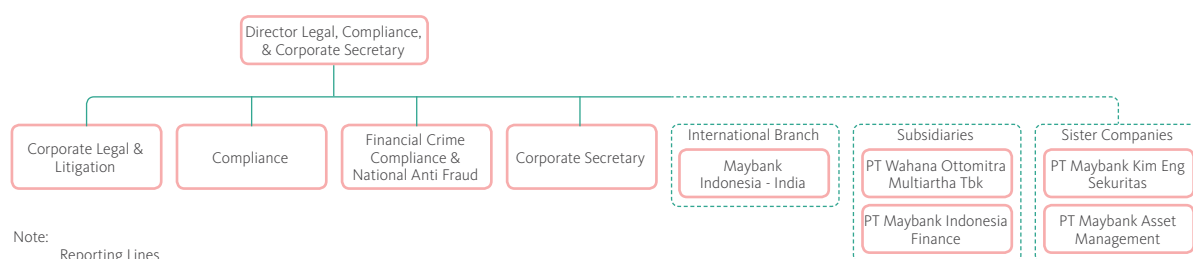 Director Legal, Compliance,
& Corporate Secretary
Corporate Legal &
Litigation
Compliance
Financial Crime
Compliance &
National Anti Fraud
Corporate Secretary
International Branch
Maybank
Indonesia - India
Subsidiaries
PT Wahana Ottomitra
Multiartha Tbk
PT Maybank Indonesia
Finance
Sister Companies
PT Maybank Kim Eng
Sekuritas
PT Maybank Asset
Management
Note:
Reporting Lines